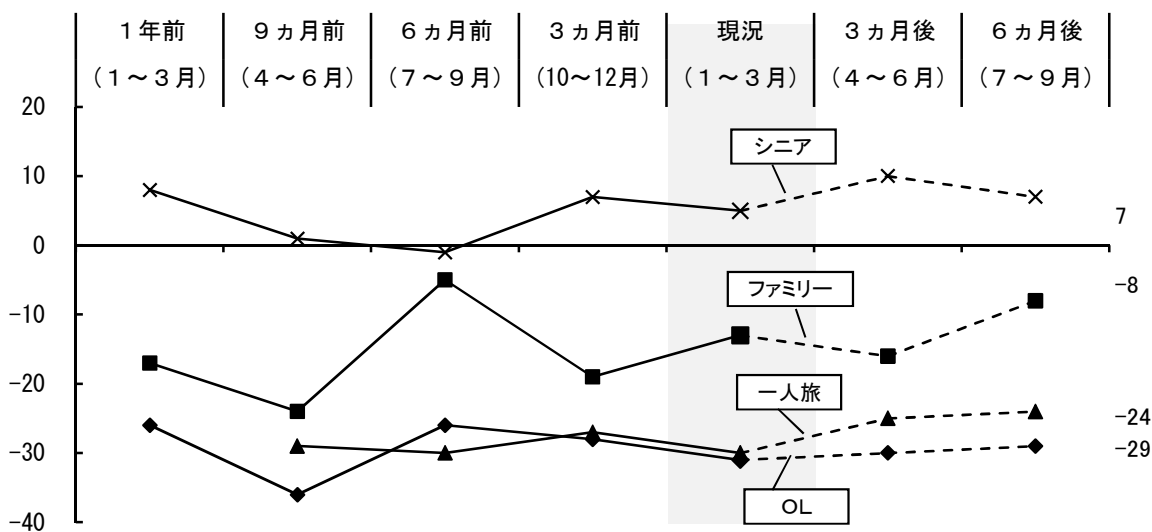 １年前 ９ヵ月前 ６ヵ月前 ３ヵ月前 現況 ３ヵ月後 ６ヵ月後
（１～３月） （４～６月） （７～９月） （10～12月） （１～３月） （４～６月） （７～９月）
20
シニア
10
7
0
ファミリー
-8
-10
-20
一人旅
-24
-29
-30
OL
-40